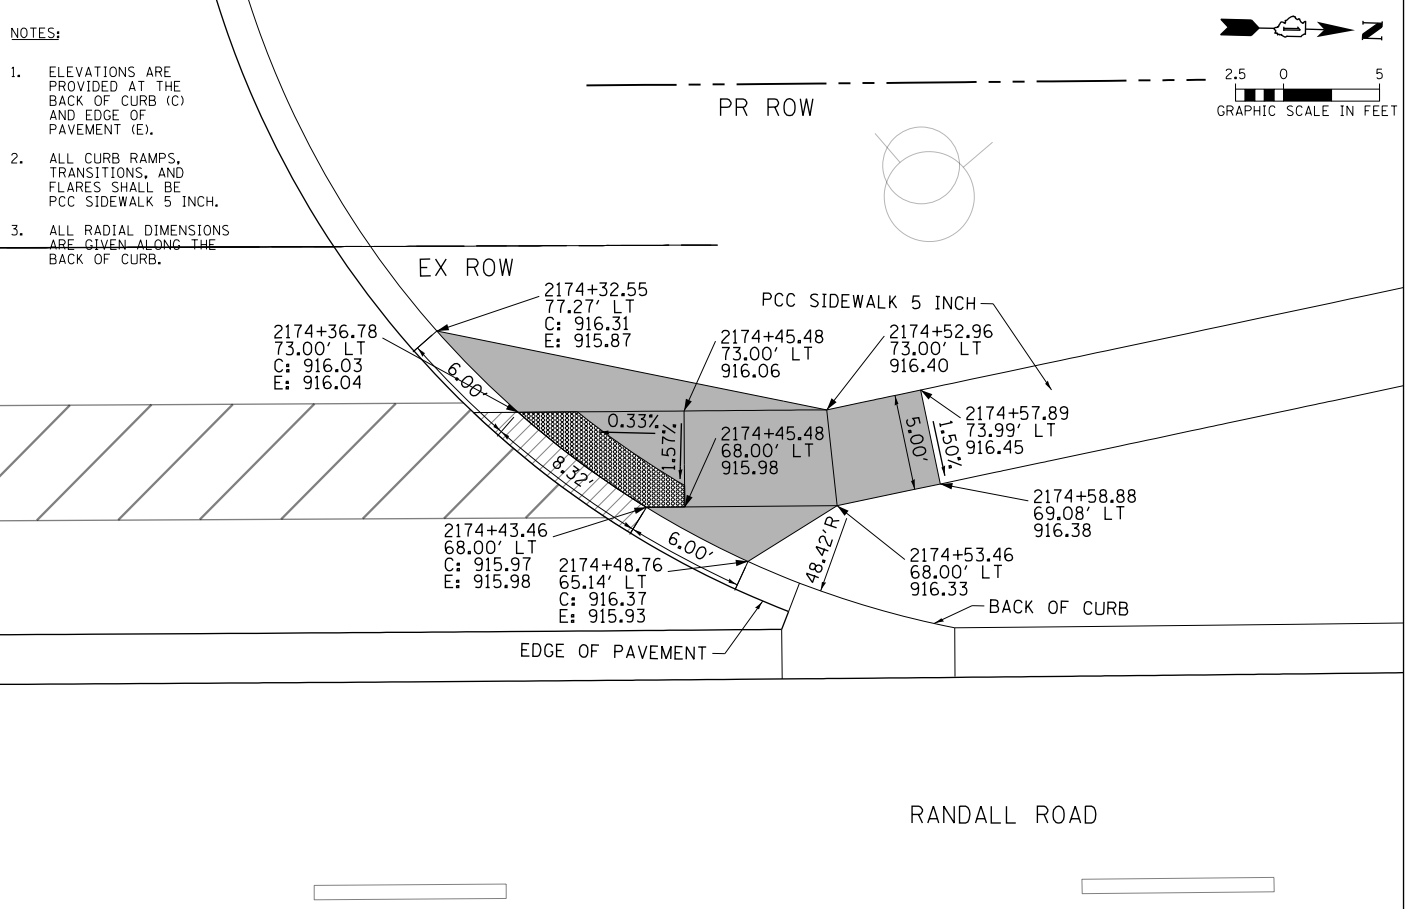 NOTES:
1. ELEVATIONS ARE
PROVIDED AT THE
BACK OF CURB (C)
AND EDGE OF
PAVEMENT (E).
2. ALL CURB RAMPS,
TRANSITIONS, AND
FLARES SHALL BE
PCC SIDEWALK 5 INCH.
3. ALL RADIAL DIMENSIONS
ARE GIVEN ALONG THE
BACK OF CURB.
N
2.5 0 5
GRAPHIC SCALE IN FEET
PR ROW
EX ROW
2174+32.55
77.27' LT
C: 916.31
E: 915.87
PCC SIDEWALK 5 INCH
2174+36.78
73.00' LT
C: 916.03
E: 916.04
2174+45.48
73.00' LT
916.06
2174+52.96
73.00' LT
916.40
6.00'
0.33%
1.57%
2174+45.48
68.00' LT
915.98
5.00'
1.50%
2174+57.89
73.99' LT
916.45
8.32'
2174+58.88
69.08' LT
916.38
2174+43.46
68.00' LT
C: 915.97
E: 915.98
6.00'
48.42'R
2174+53.46
68.00' LT
916.33
2174+48.76
65.14' LT
C: 916.37
E: 915.93
BACK OF CURB
EDGE OF PAVEMENT
RANDALL ROAD